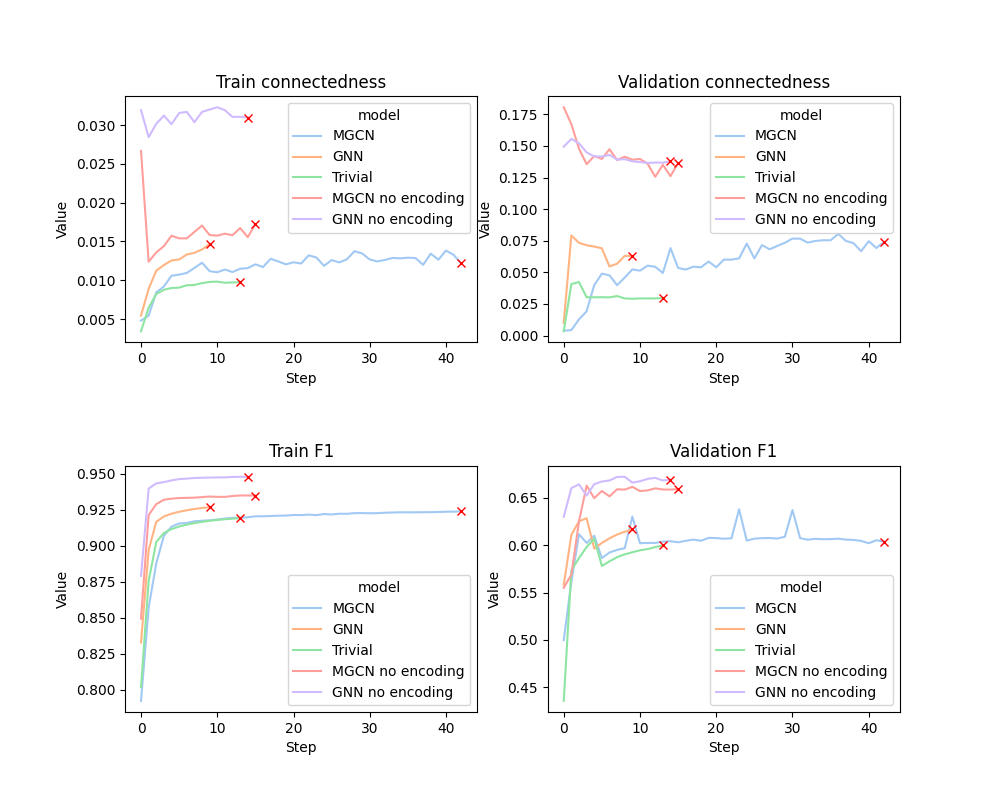 Train connectedness
Value
0.030
0.025
0.020
0.015
0.010
0.005
0 10 20 30 40
Step
model
MGCN
GNN
Trivial
MGCN no encoding
GNN no encoding
Validation connectedness
Value
0.175
0.150
0.125
0.100
0.075
0.050
0.025
0.000
0 10 20 30 40
Step
model
MGCN
GNN
Trivial
MGCN no encoding
GNN no encoding
Train F1
Value
0.950
0.925
0.900
0.875
0.850
0.825
0.800
0 10 20 30 40
Step
model
MGCN
GNN
Trivial
MGCN no encoding
GNN no encoding
Validation F1
Value
0.65
0.60
0.55
0.50
0.45
0 10 20 30 40
Step
model
MGCN
GNN
Trivial
MGCN no encoding
GNN no encoding